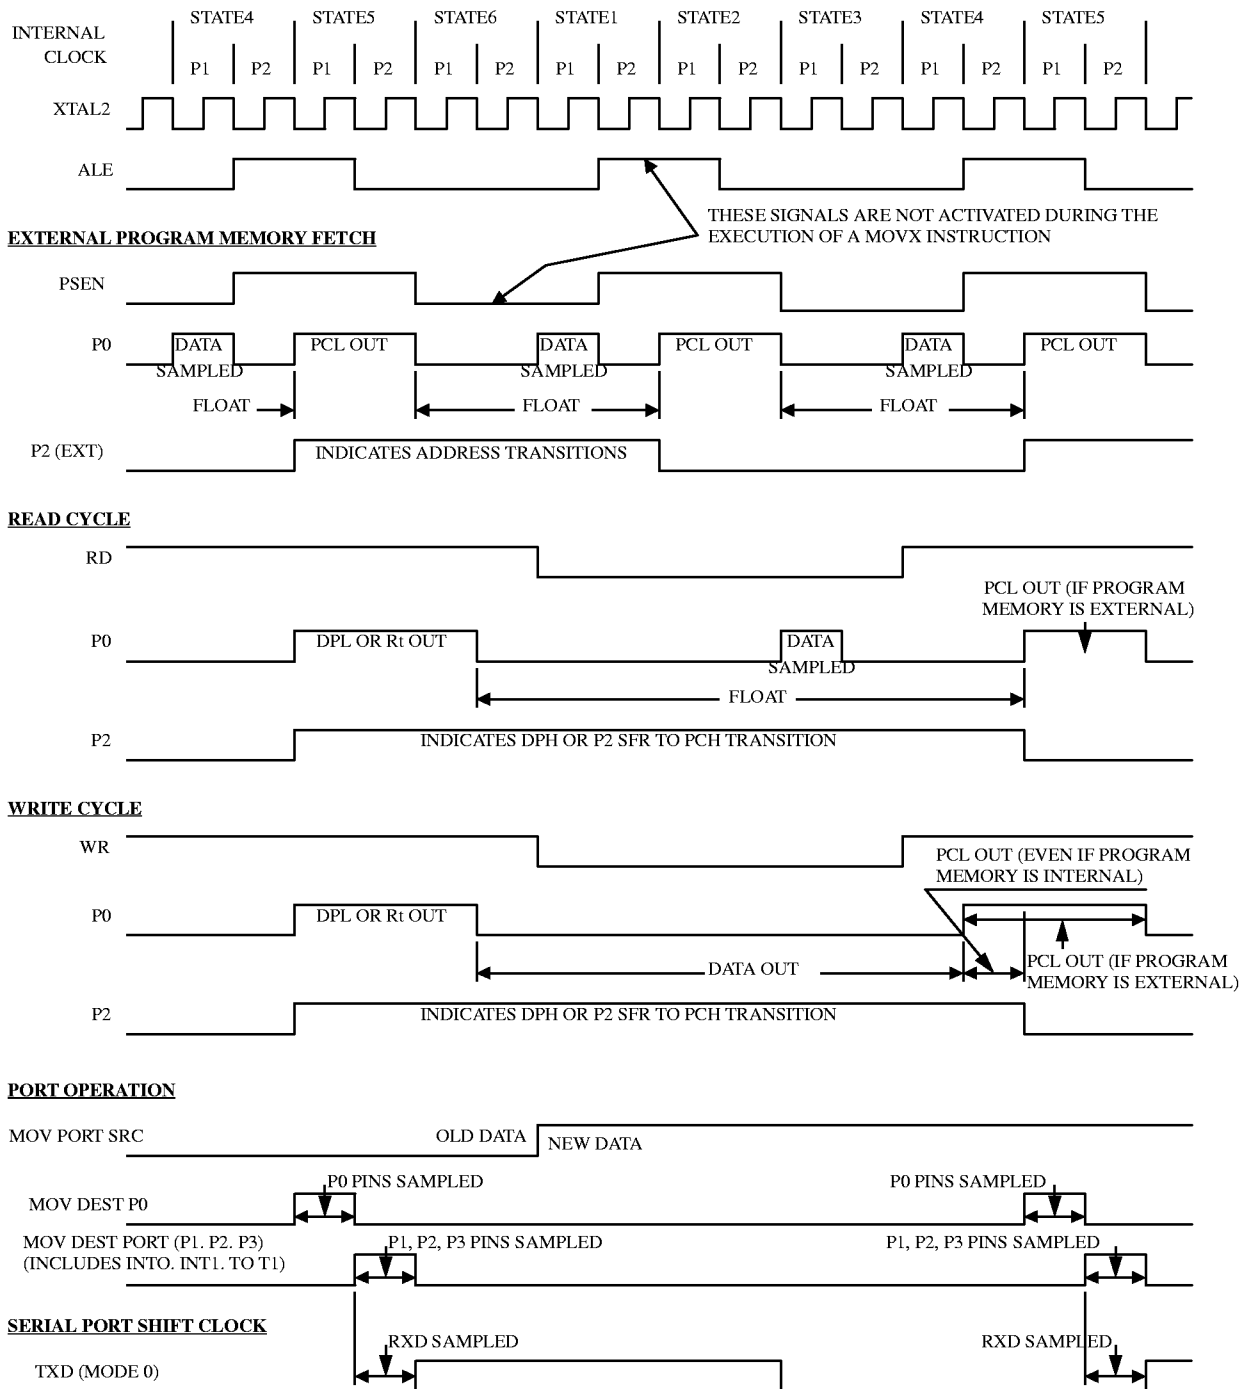 STATE4 STATE5 STATE6 STATE1 STATE2 STATE3 STATE4 STATE5
INTERNAL
CLOCK
P1 P2 P1 P2 P1 P2 P1 P2 P1 P2 P1 P2 P1 P2 P1 P2
XTAL2
ALE
THESE SIGNALS ARE NOT ACTIVATED DURING THE
EXECUTION OF A MOVX INSTRUCTION
EXTERNAL PROGRAM MEMORY FETCH
PSEN
P0 DATA PCL OUT DATA PCL OUT DATA PCL OUT
SAMPLED SAMPLED SAMPLED
FLOAT FLOAT FLOAT
P2 (EXT) INDICATES ADDRESS TRANSITIONS
READ CYCLE
RD
PCL OUT (IF PROGRAM
MEMORY IS EXTERNAL)
P0 DPL OR Rt OUT DATA
SAMPLED
FLOAT
P2 INDICATES DPH OR P2 SFR TO PCH TRANSITION
WRITE CYCLE
WR
PCL OUT (EVEN IF PROGRAM
MEMORY IS INTERNAL)
P0 DPL OR Rt OUT
PCL OUT (IF PROGRAM
MEMORY IS EXTERNAL)
DATA OUT
P2 INDICATES DPH OR P2 SFR TO PCH TRANSITION
PORT OPERATION
MOV PORT SRC OLD DATA NEW DATA
P0 PINS SAMPLED P0 PINS SAMPLED
MOV DEST P0
MOV DEST PORT (P1. P2. P3) P1, P2, P3 PINS SAMPLED P1, P2, P3 PINS SAMPLED
(INCLUDES INTO. INT1. TO T1)
SERIAL PORT SHIFT CLOCK
RXD SAMPLED RXD SAMPLED
TXD (MODE 0)